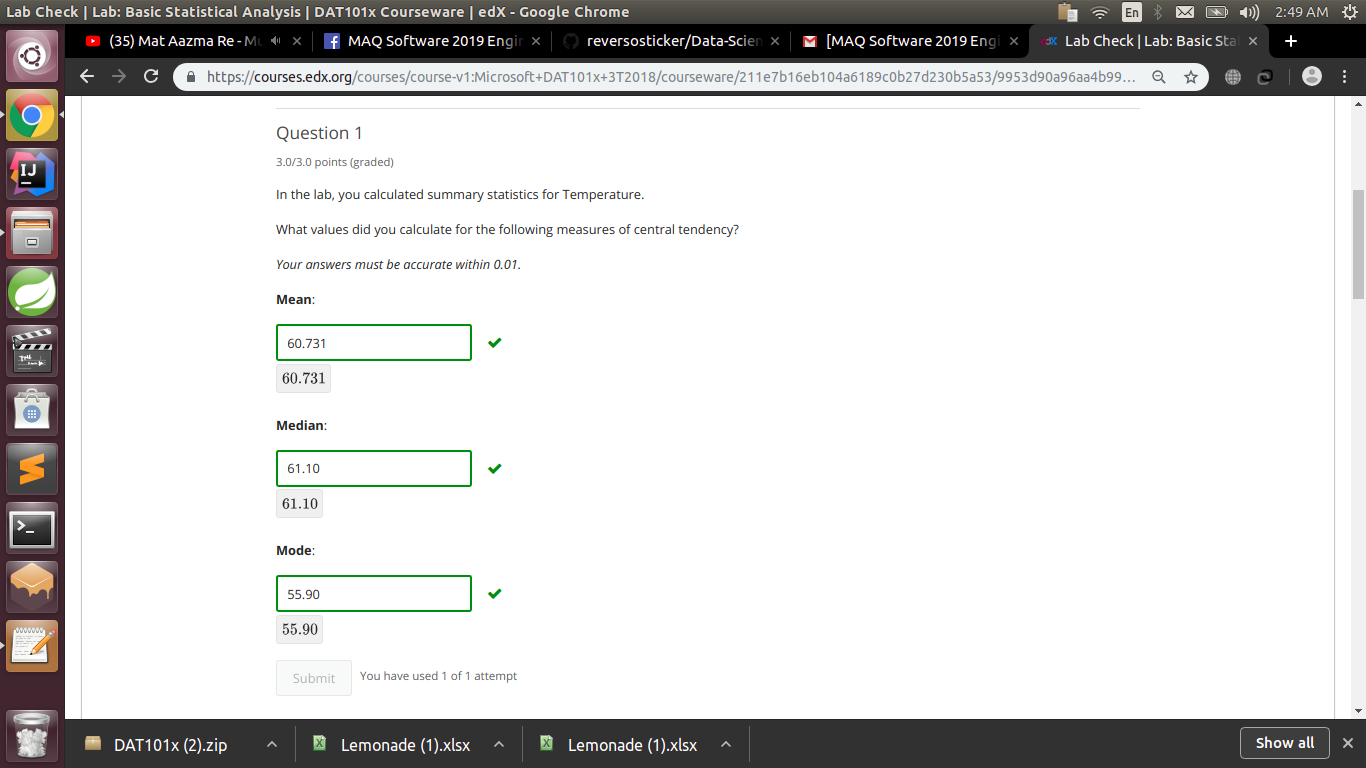 Lab Check | Lab: Basic Statistical Analysis | DAT101x Courseware | edX - Google Chrome
En
2:49 AM
(35) Mat Aazma Re - Mu
MAQ Software 2019 Engin
reversosticker/Data-Scien
[MAQ Software 2019 Engi
Lab Check | Lab: Basic Stat
https://courses.edx.org/courses/course-v1:Microsoft+DAT101x+3T2018/courseware/211e7b16eb104a6189c0b27d230b5a53/9953d90a96aa4b99...
Question 1
3.0/3.0 points (graded)
In the lab, you calculated summary statistics for Temperature.
What values did you calculate for the following measures of central tendency?
Your answers must be accurate within 0.01.
Mean:
60.731
60.731
Median:
61.10
61.10
Mode:
55.90
55.90
Submit
You have used 1 of 1 attempt
DAT101x (2).zip
Lemonade (1).xlsx
Lemonade (1).xlsx
Show all